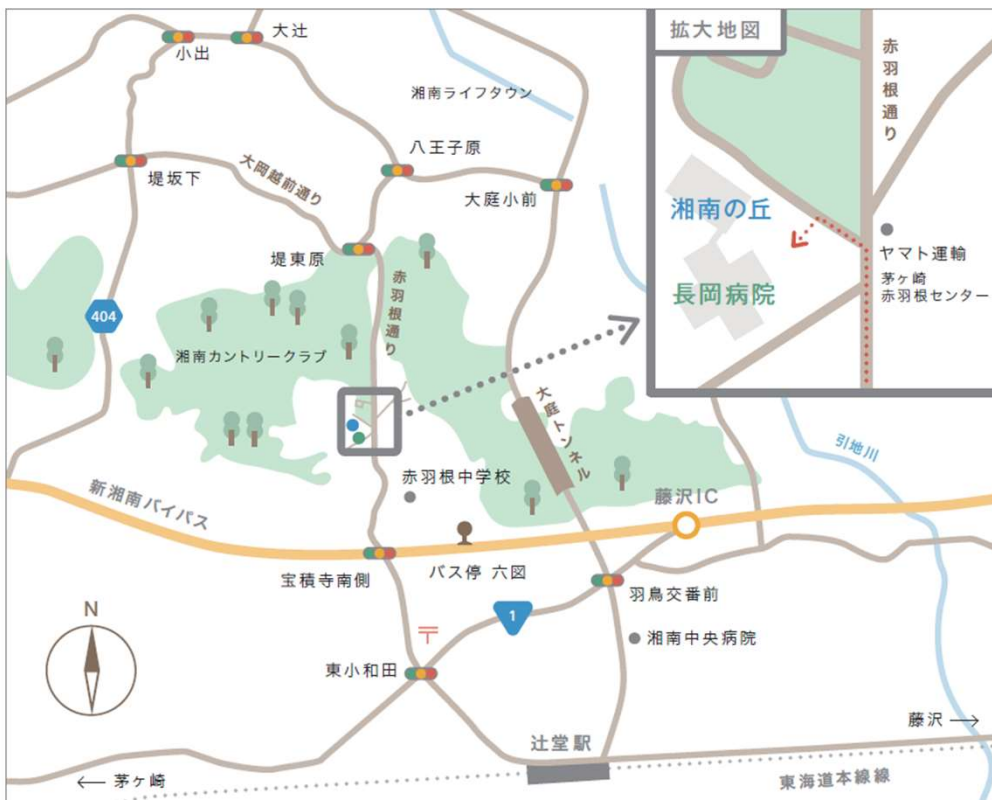 大辻
小出
拡大地図
赤羽根通り
湘南ライフタウン
八王子原
大岡越前通り
堤坂下
大庭小前
湘南の丘
ヤマト運輸
茅ヶ崎
赤羽根センター
堤東原
長岡病院
赤羽根通り
404
湘南カントリークラブ
大庭トンネル
引地川
赤羽根中学校
新湘南バイパス
藤沢IC
宝積寺南側
バス停 六図
羽鳥交番前
N
1
〒
湘南中央病院
東小和田
藤沢 →
辻堂駅
← 茅ヶ崎
東海道本線線